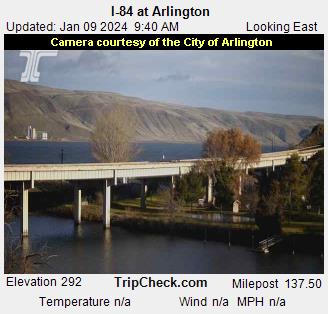 I-84 at Arlington
Updated: Jan 09 2024 9:40 AM Looking East
Camera courtesy of the City of Arlington
Elevation 292 TripCheck.com Milepost 137.50
Temperature n/a Wind n/a MPH n/a